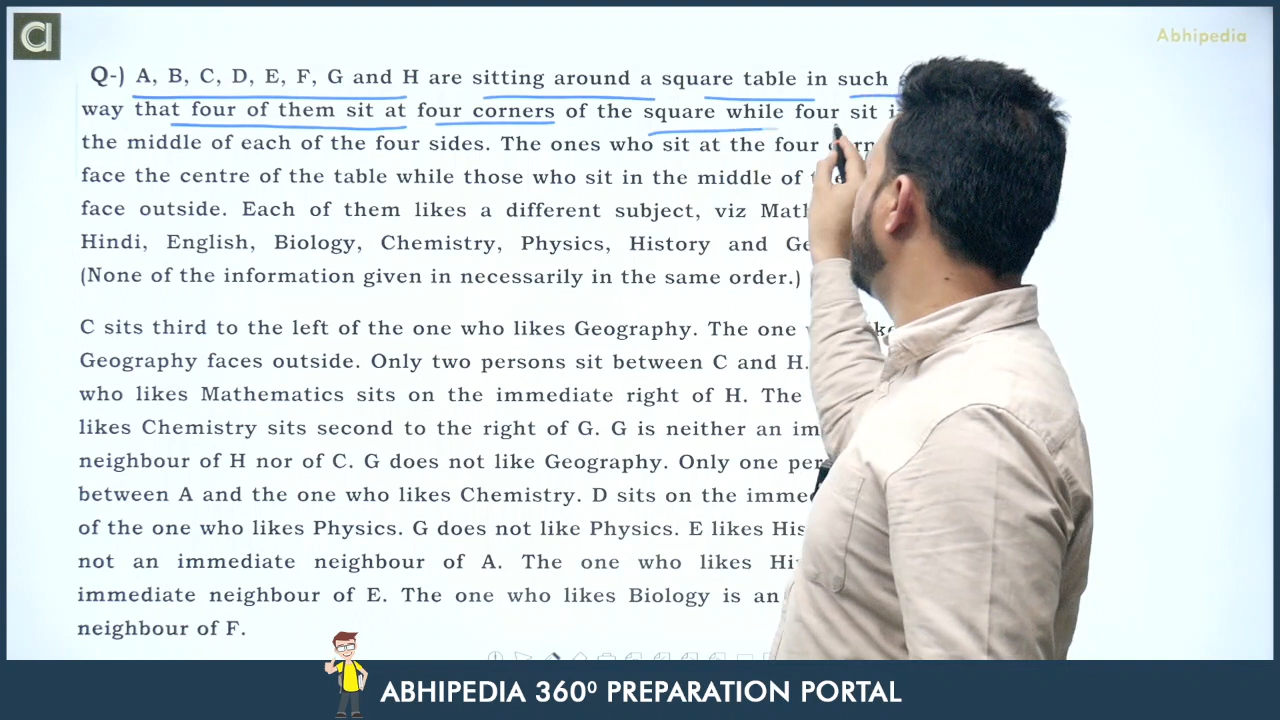 Abhipedia
Q-) A, B, C, D, E, F, G and H are sitting around a square table in such
way that four of them sit at four corners of the square while four sit
the middle of each of the four sides. The ones who sit at the four
face the centre of the table while those who sit in the middle of
face outside. Each of them likes a different subject, viz
Hindi, English, Biology, Chemistry, Physics, History and
(None of the information given in necessarily in the same order.)
C sits third to the left of the one who likes Geography. The one
Geography faces outside. Only two persons sit between C and H.
who likes Mathematics sits on the immediate right of H. The
likes Chemistry sits second to the right of G. G is neither an
neighbour of H nor of C. G does not like Geography. Only one
between A and the one who likes Chemistry. D sits on the
of the one who likes Physics. G does not like Physics. E likes
not an immediate neighbour of A. The one who likes
immediate neighbour of E. The one who likes Biology is an
neighbour of F.
ABHIPEDIA 360⁰ PREPARATION PORTAL